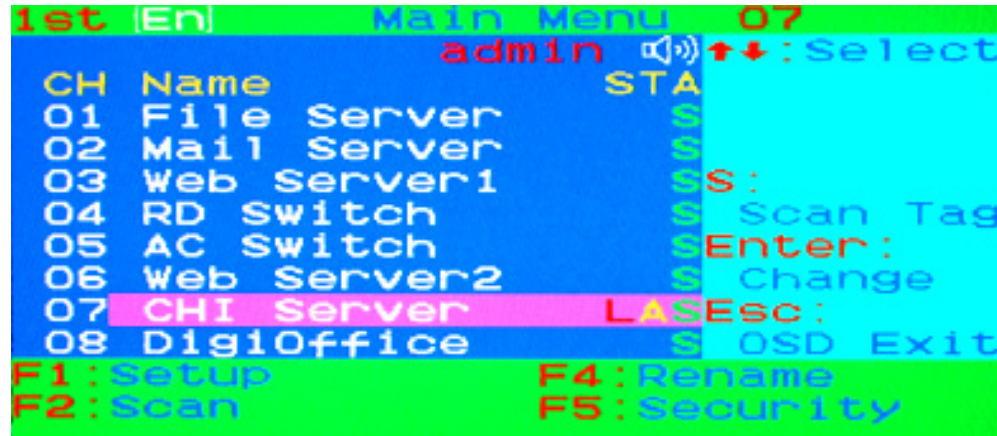 1st En Main Menu 07
admin ↑↓:Select
CH Name STA
01 File Server S
02 Mail Server S
03 Web Server1 S S:
04 RD Switch S Scan Tag
05 AC Switch S Enter:
06 Web Server2 S Change
07 CHI Server LAS Esc:
08 DigiOffice S OSD Exit
F1:Setup F4:Rename
F2:Scan F5:Security